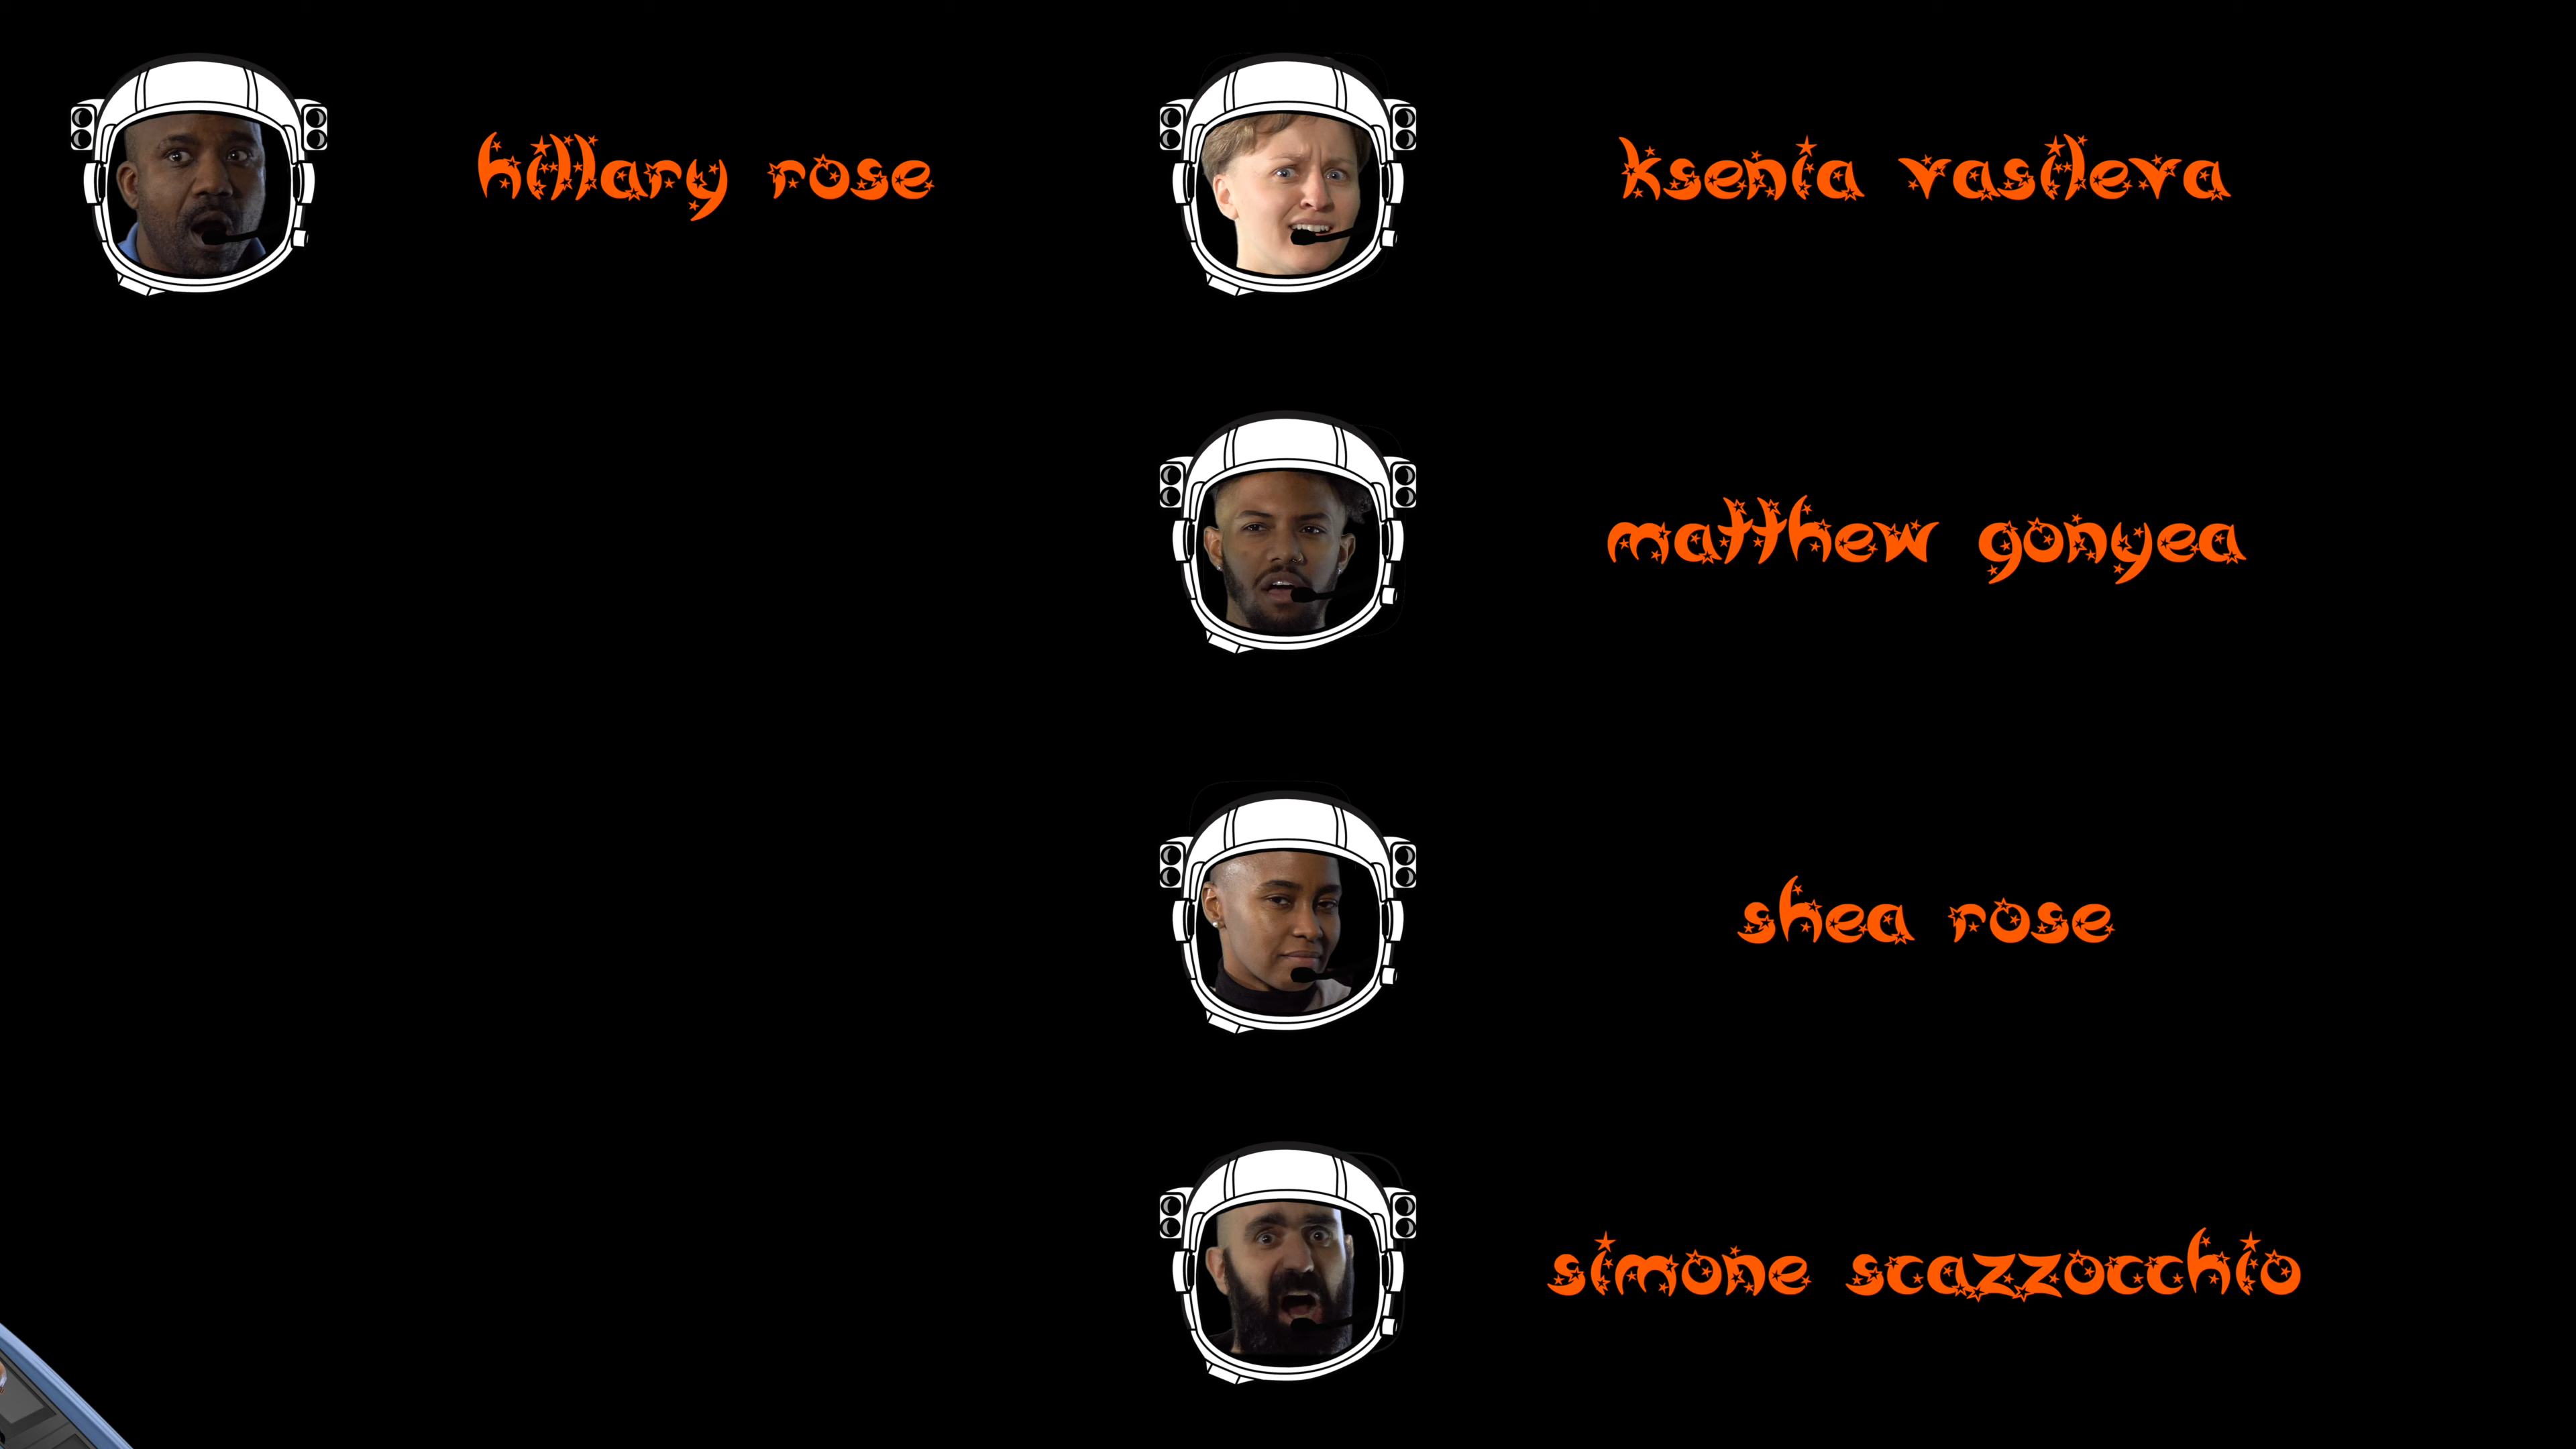 hillary rose
ksenia vasileva
matthew gonyea
shea rose
simone scazzocchio